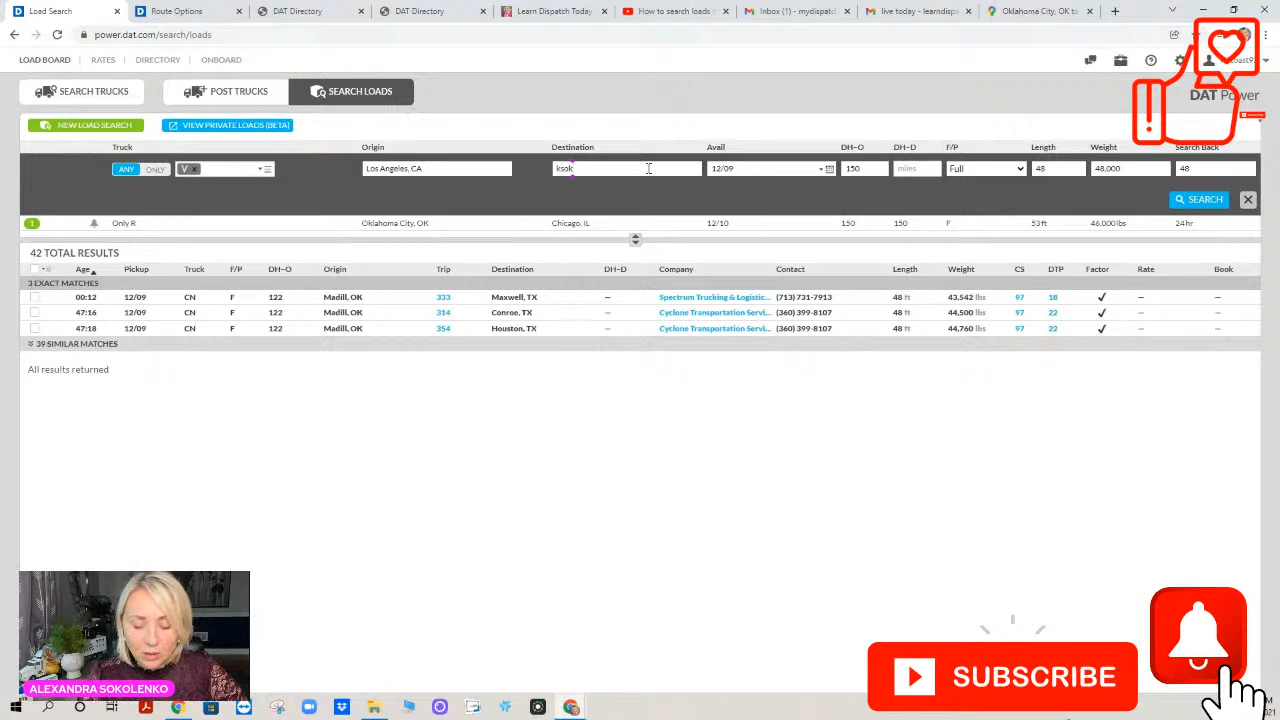 Load Search
Route Options
DAT Directory
DAT Directory
Learn Dispatch Today
How to search loads
Inbox (1) - mydispatc
live today - learndispa
Oklahoma City, OK to
power.dat.com/search/loads
LOAD BOARD RATES DIRECTORY ONBOARD
SEARCH TRUCKS POST TRUCKS SEARCH LOADS
DAT Power
NEW LOAD SEARCH VIEW PRIVATE LOADS (BETA)
Truck Origin Destination Avail DH-O DH-D F/P Length Weight Search Back
ANY ONLY V Los Angeles, CA ksok 12/09 150 miles Full 48 48,000 48
SEARCH
1 Only R Oklahoma City, OK Chicago, IL 12/10 150 150 F 53 ft 46,000 lbs 24 hr
42 TOTAL RESULTS
Age Pickup Truck F/P DH-O Origin Trip Destination DH-D Company Contact Length Weight CS DTP Factor Rate Book
3 EXACT MATCHES
00:12 12/09 CN F 122 Madill, OK 333 Maxwell, TX — Spectrum Trucking & Logistic... (713) 731-7913 48 ft 43,542 lbs 97 18 ✓ — —
47:16 12/09 CN F 122 Madill, OK 314 Conroe, TX — Cyclone Transportation Servi... (360) 399-8107 48 ft 44,500 lbs 97 22 ✓ — —
47:18 12/09 CN F 122 Madill, OK 354 Houston, TX — Cyclone Transportation Servi... (360) 399-8107 48 ft 44,760 lbs 97 22 ✓ — —
39 SIMILAR MATCHES
All results returned
SUBSCRIBE
ALEXANDRA SOKOLENKO